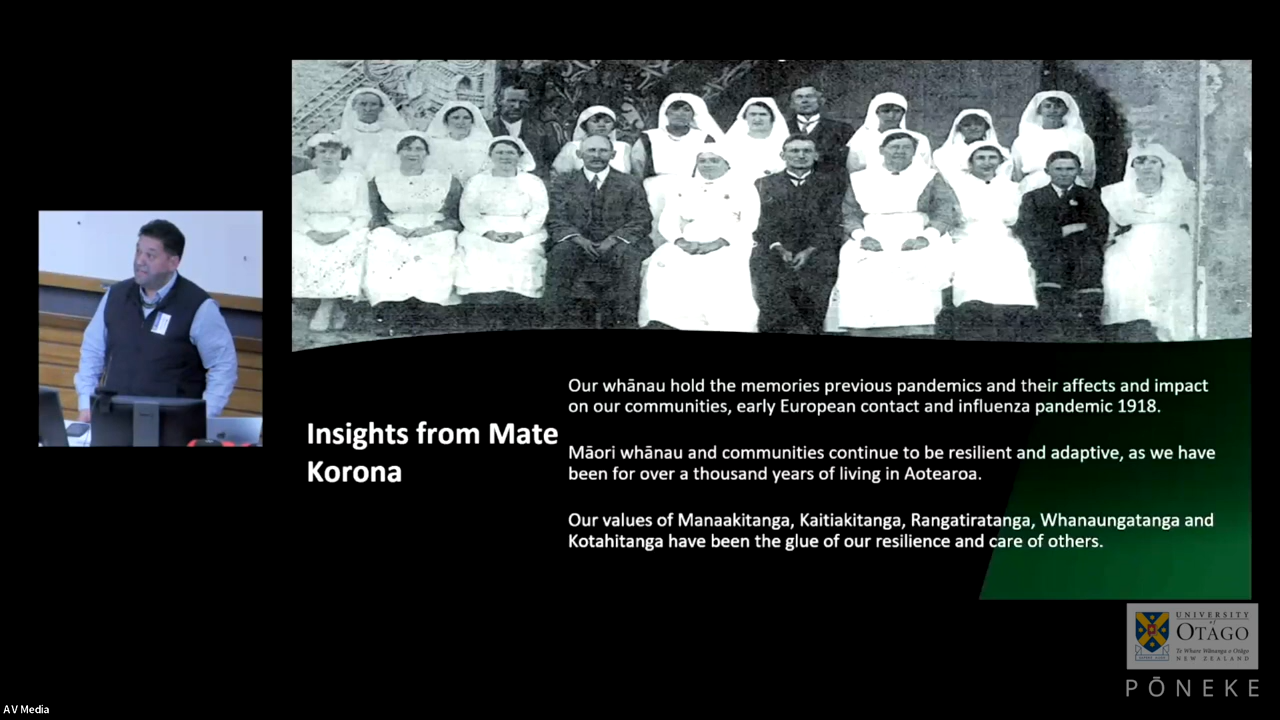 Insights from Mate
Korona
Our whānau hold the memories previous pandemics and their affects and impact
on our communities, early European contact and influenza pandemic 1918.
Māori whānau and communities continue to be resilient and adaptive, as we have
been for over a thousand years of living in Aotearoa.
Our values of Manaakitanga, Kaitiakitanga, Rangatiratanga, Whanaungatanga and
Kotahitanga have been the glue of our resilience and care of others.
UNIVERSITY
of
OTAGO
Te Whare Wānanga o Otāgo
NEW ZEALAND
PŌNEKE
AV Media